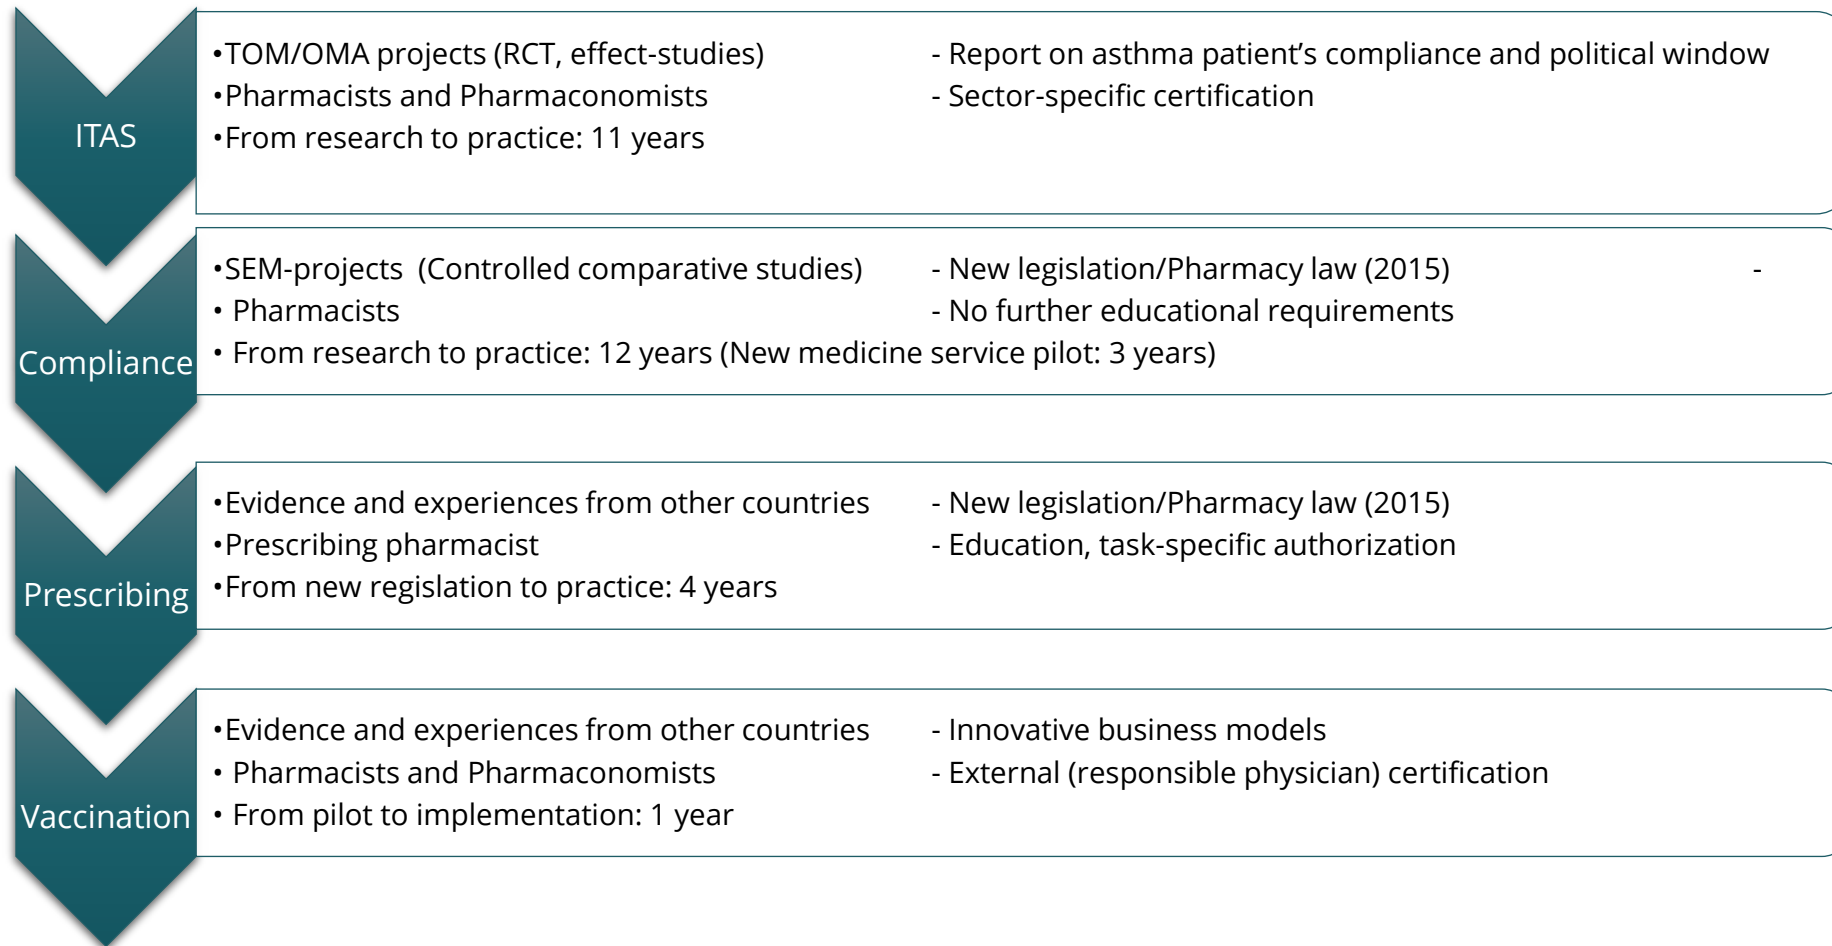 ITAS
•TOM/OMA projects (RCT, effect-studies) - Report on asthma patient’s compliance and political window
•Pharmacists and Pharmaconomists - Sector-specific certification
•From research to practice: 11 years
Compliance
•SEM-projects (Controlled comparative studies) - New legislation/Pharmacy law (2015) -
• Pharmacists - No further educational requirements
• From research to practice: 12 years (New medicine service pilot: 3 years)
Prescribing
•Evidence and experiences from other countries - New legislation/Pharmacy law (2015)
•Prescribing pharmacist - Education, task-specific authorization
•From new regislation to practice: 4 years
Vaccination
•Evidence and experiences from other countries - Innovative business models
• Pharmacists and Pharmaconomists - External (responsible physician) certification
• From pilot to implementation: 1 year